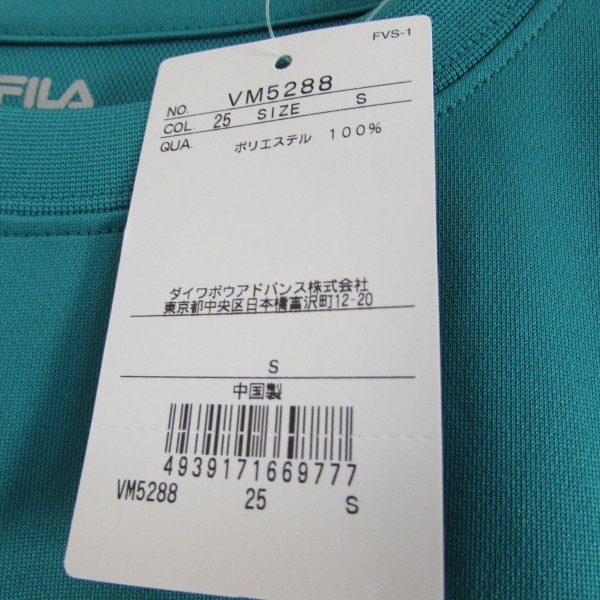 FVS-1
FILA
NO. VM5288
COL. 25 SIZE S
QUA. ポリエステル 100%
ダイワボウアドバンス株式会社
東京都中央区日本橋富沢町12-20
S
中国製
4939171669777
VM5288 25 S